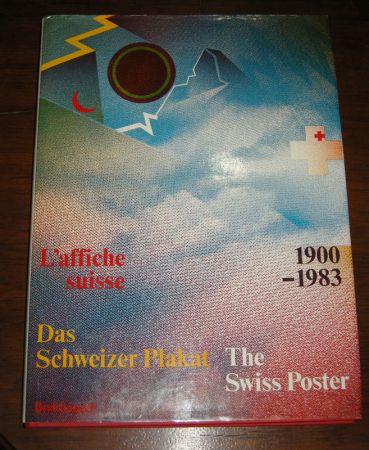 L'affiche
suisse
1900
–1983
Das
Schweizer Plakat
The
Swiss Poster
Birkhäuser